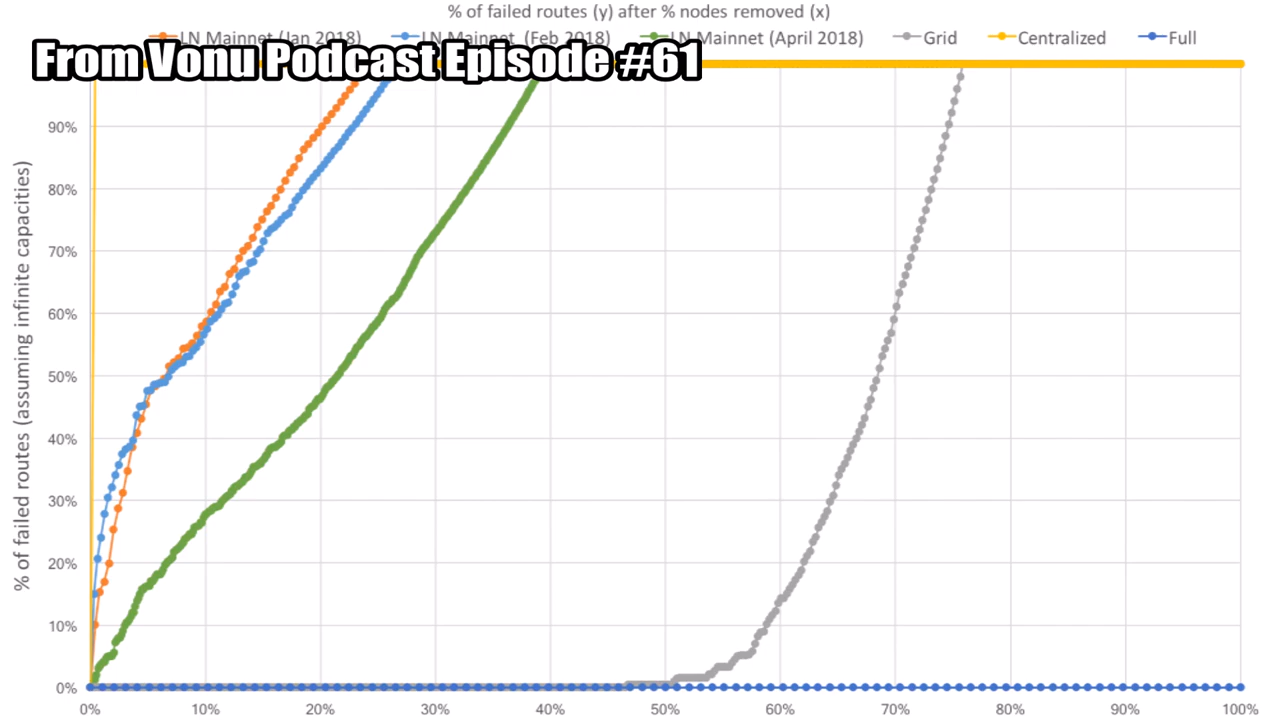 % of failed routes (y) after % nodes removed (x)
LN Mainnet (Jan 2018) LN Mainnet (Feb 2018) LN Mainnet (April 2018) Grid Centralized Full
From Vonu Podcast Episode #61
% of failed routes (assuming infinite capacities)
90%
80%
70%
60%
50%
40%
30%
20%
10%
0%
0% 10% 20% 30% 40% 50% 60% 70% 80% 90% 100%